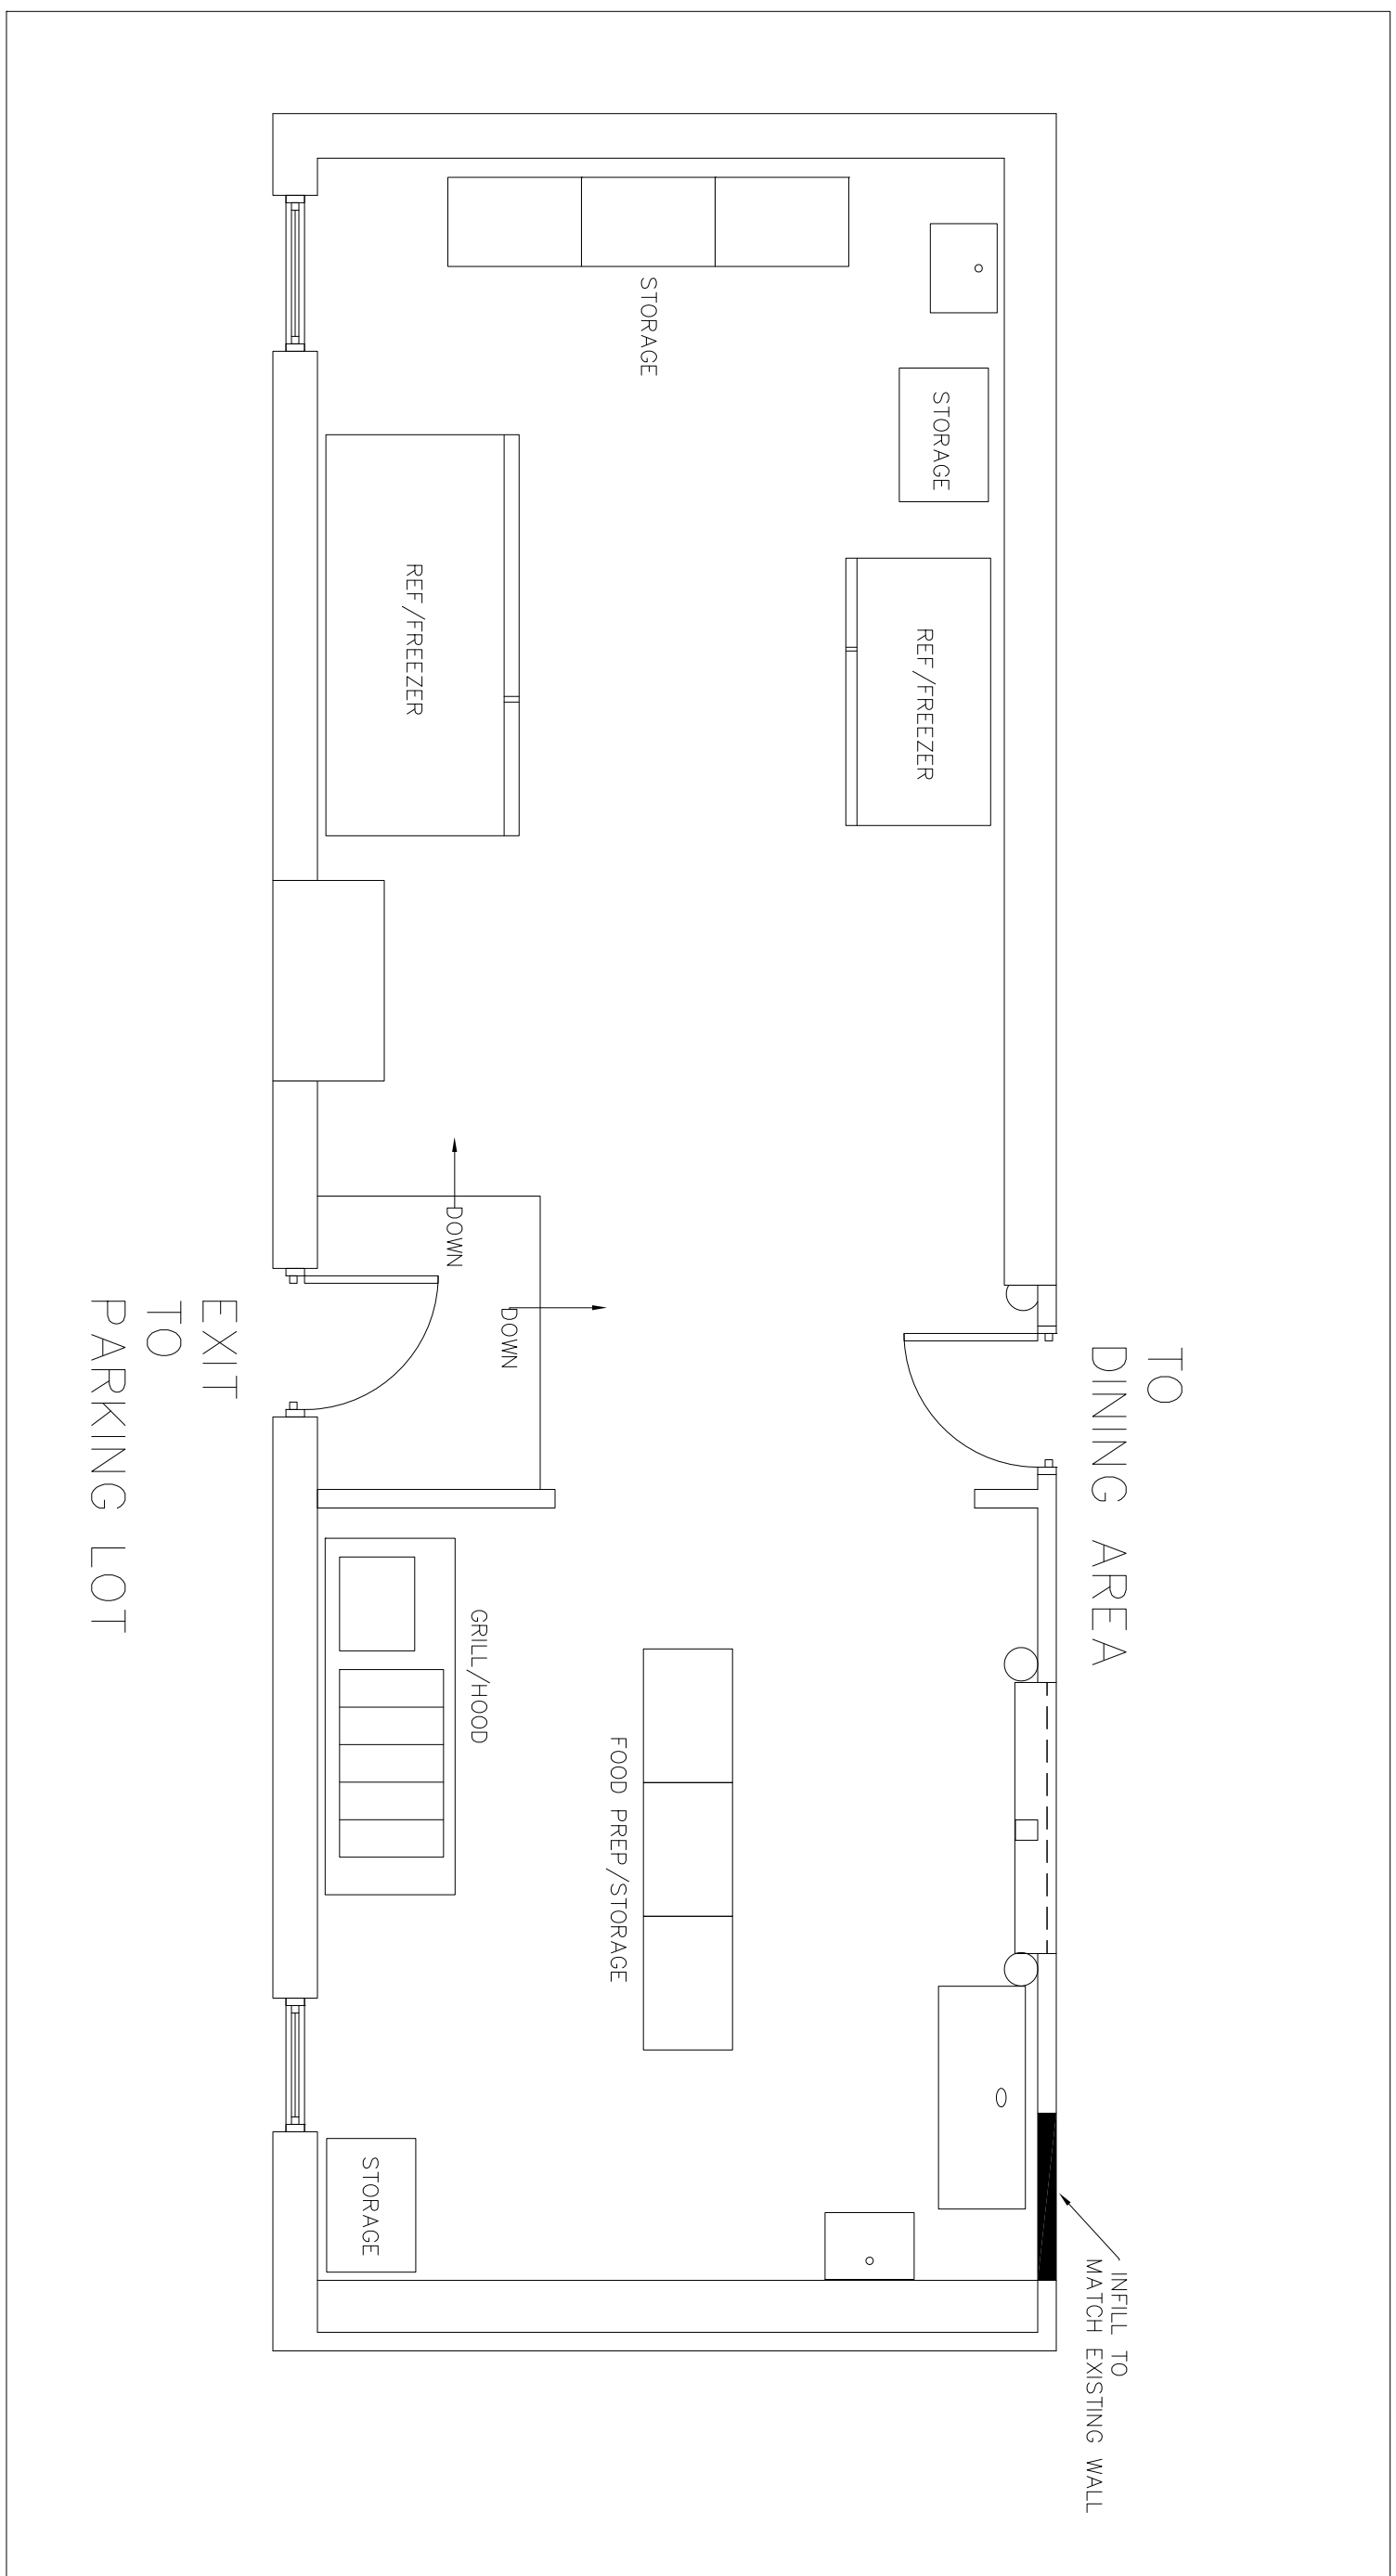 TO
DINING AREA
INFILL TO
MATCH EXISTING WALL
STORAGE
REF/FREEZER
STORAGE
FOOD PREP/STORAGE
DOWN
GRILL/HOOD
DOWN
REF/FREEZER
STORAGE
EXIT
TO
PARKING LOT